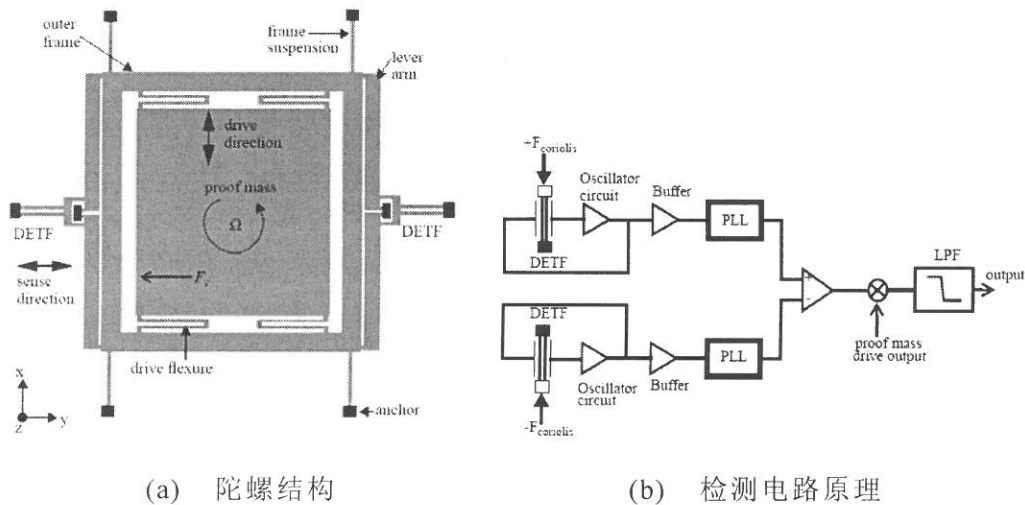 outer
frame
frame
suspension
lever
arm
drive
direction
proof mass
Ω
DETF
DETF
sense
direction
F
drive flexure
x
y
z
anchor
(a) 陀螺结构
+F coriolis
Oscillator
circuit
Buffer
PLL
DETF
LPF
+
-
output
DETF
proof mass
drive output
PLL
Oscillator
circuit
Buffer
-F coriolis
(b) 检测电路原理